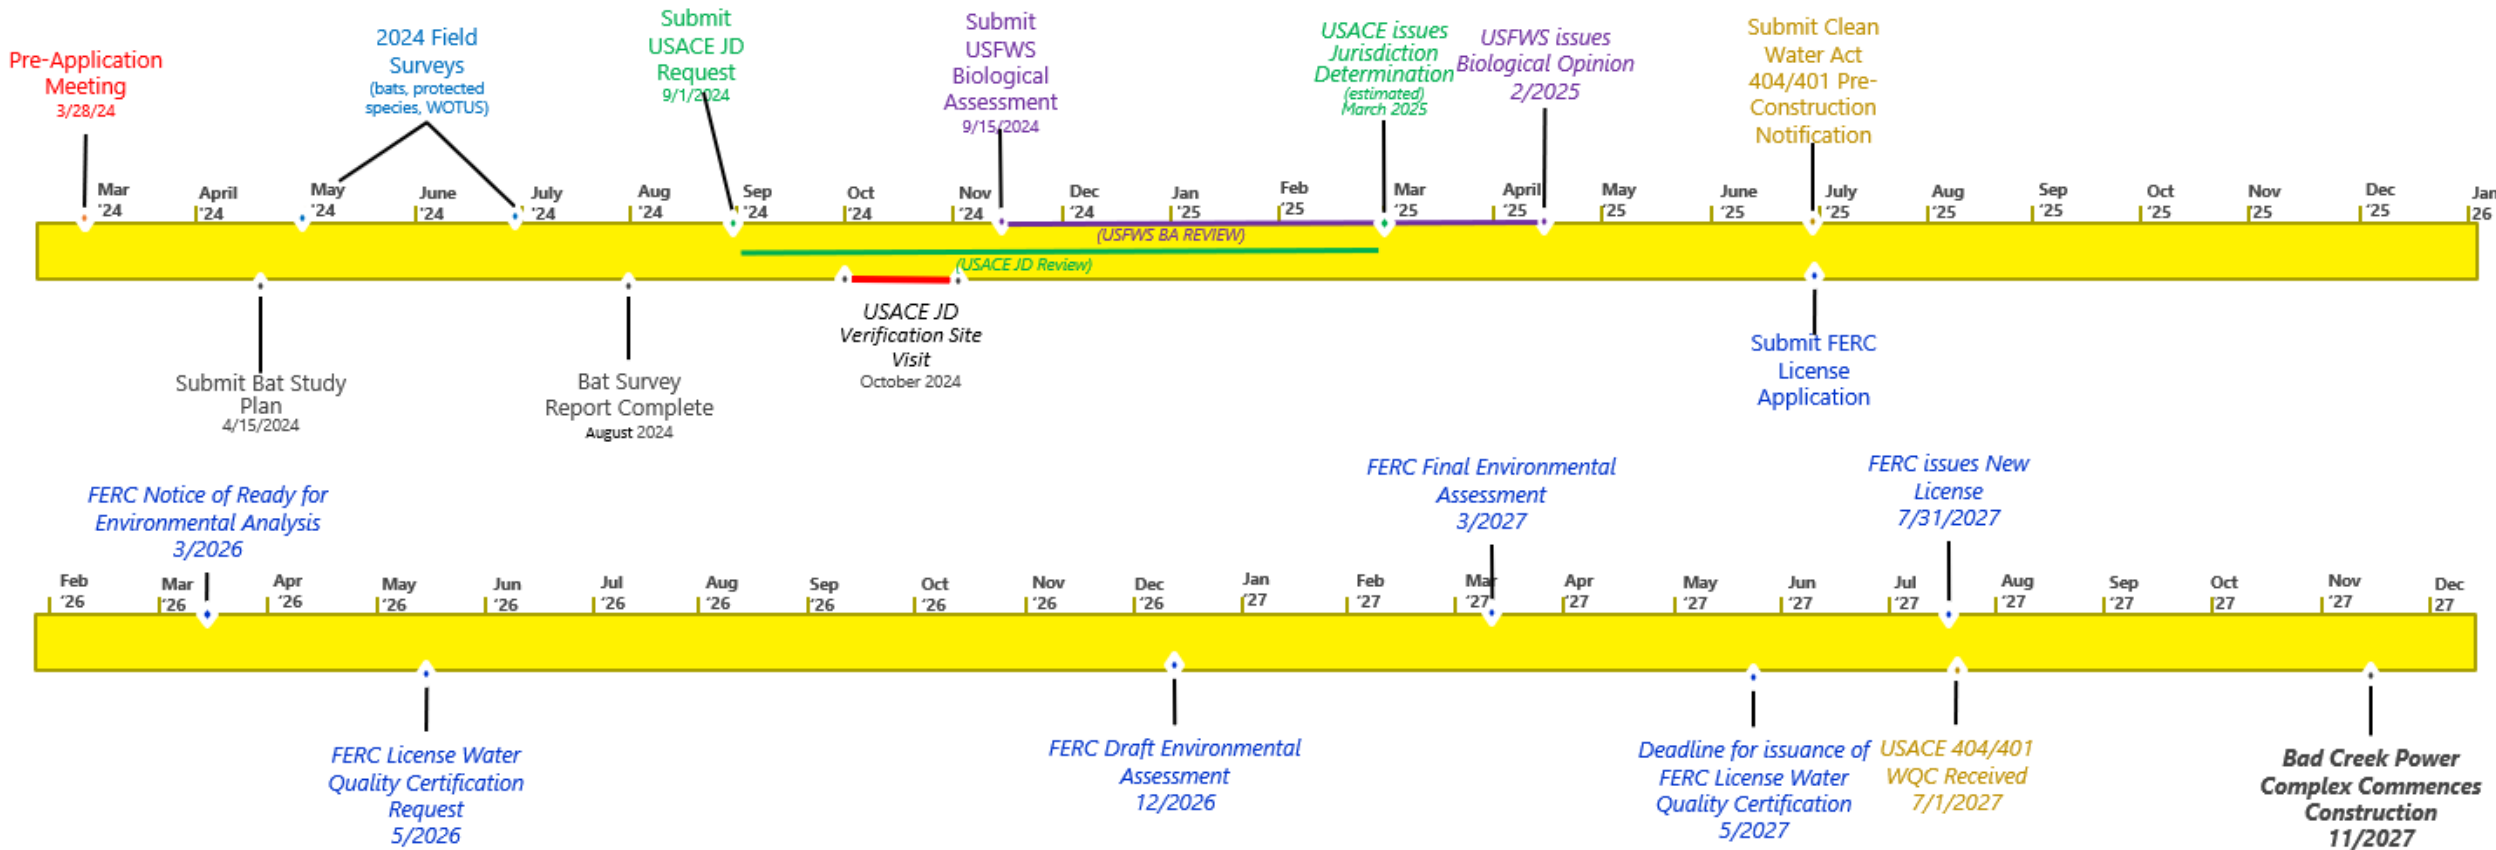 Pre-Application
Meeting
3/28/24
2024 Field
Surveys
(bats, protected
species, WOTUS)
Submit
USACE JD
Request
9/1/2024
Submit
USFWS
Biological
Assessment
9/15/2024
USACE issues
Jurisdiction
Determination
(estimated)
March 2025
USFWS issues
Biological Opinion
2/2025
Submit Clean
Water Act
404/401 Pre-
Construction
Notification
Mar
'24
April
'24
May
'24
June
'24
July
'24
Aug
'24
Sep
'24
Oct
'24
Nov
'24
Dec
'24
Jan
'25
Feb
'25
Mar
'25
April
'25
May
'25
June
'25
July
'25
Aug
'25
Sep
'25
Oct
'25
Nov
'25
Dec
'25
Jan
26
(USFWS BA REVIEW)
(USACE JD Review)
Submit Bat Study
Plan
4/15/2024
Bat Survey
Report Complete
August 2024
USACE JD
Verification Site
Visit
October 2024
Submit FERC
License
Application
FERC Notice of Ready for
Environmental Analysis
3/2026
FERC Final Environmental
Assessment
3/2027
FERC issues New
License
7/31/2027
Feb
'26
Mar
'26
Apr
'26
May
'26
Jun
'26
Jul
'26
Aug
'26
Sep
'26
Oct
'26
Nov
'26
Dec
'26
Jan
'27
Feb
'27
Mar
'27
Apr
'27
May
'27
Jun
'27
Jul
'27
Aug
'27
Sep
'27
Oct
'27
Nov
'27
Dec
27
FERC License Water
Quality Certification
Request
5/2026
FERC Draft Environmental
Assessment
12/2026
Deadline for issuance of
FERC License Water
Quality Certification
5/2027
USACE 404/401
WQC Received
7/1/2027
Bad Creek Power
Complex Commences
Construction
11/2027